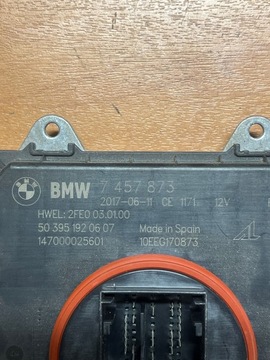 BMW 7 457 873
2017-06-11 CE 1171 12V
HWEL: 2FE0 03.01.00
50 395 192 06 07 Made in Spain
147000025601 10EEG170873